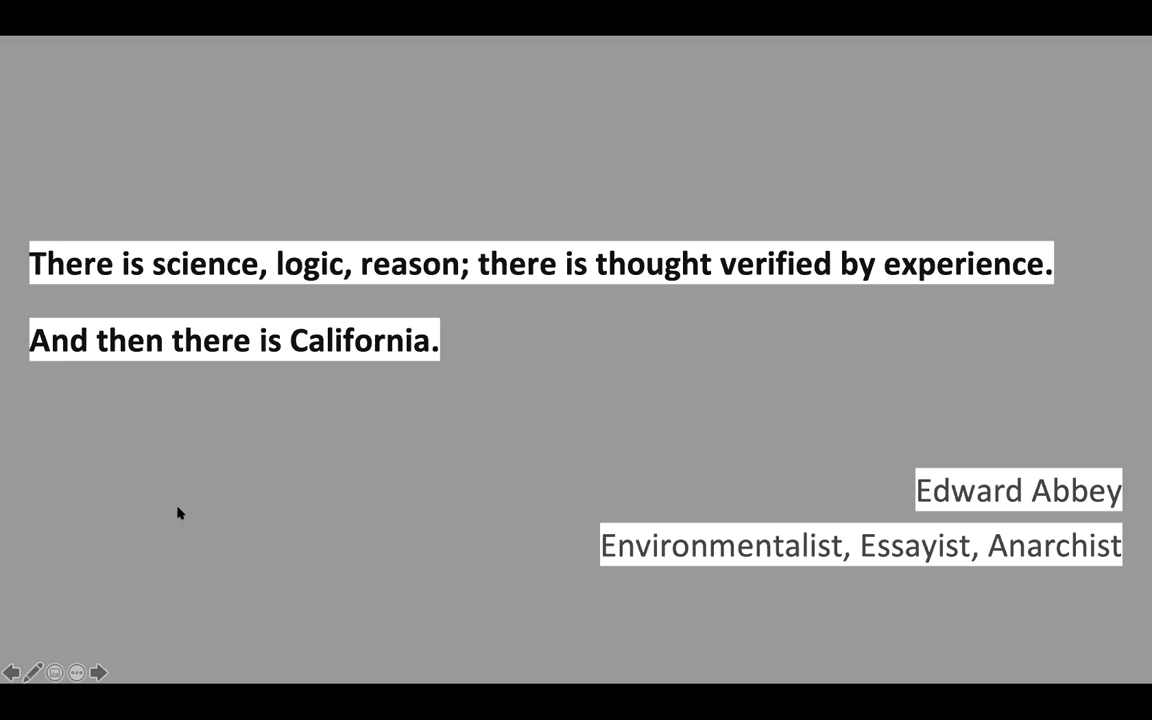 There is science, logic, reason; there is thought verified by experience.
And then there is California.
Edward Abbey
Environmentalist, Essayist, Anarchist